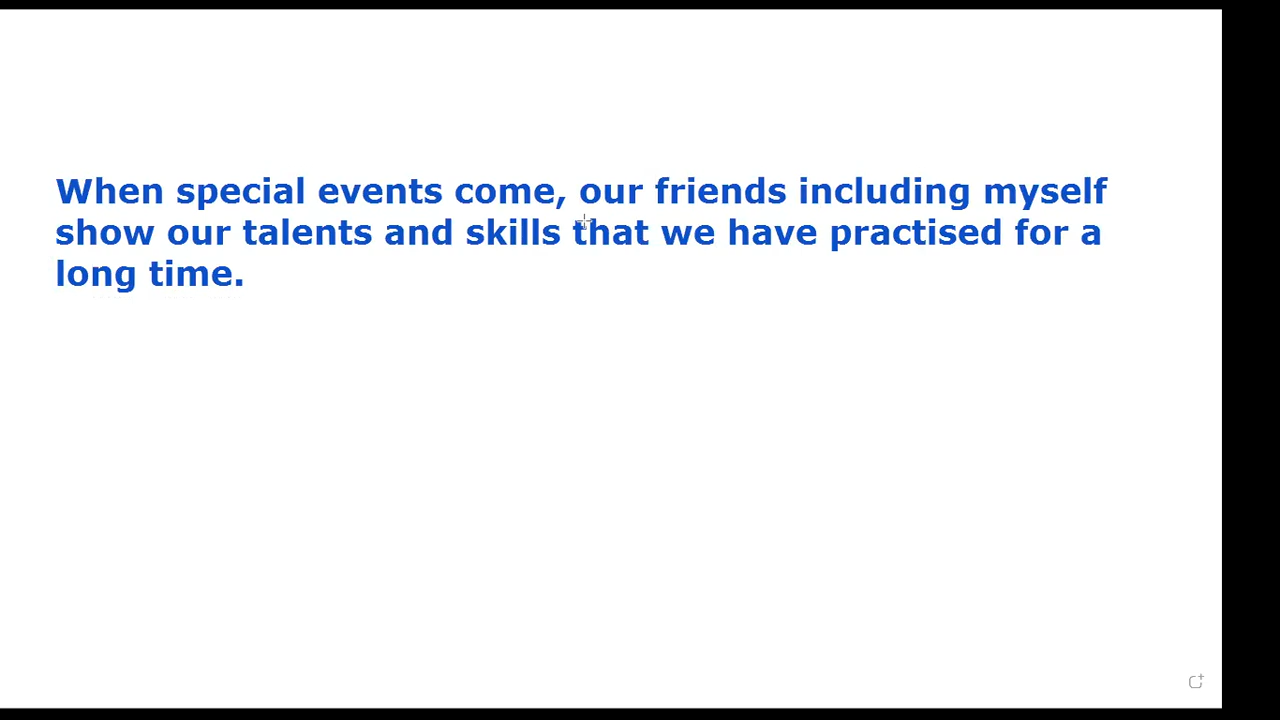 When special events come, our friends including myself
show our talents and skills that we have practised for a
long time.